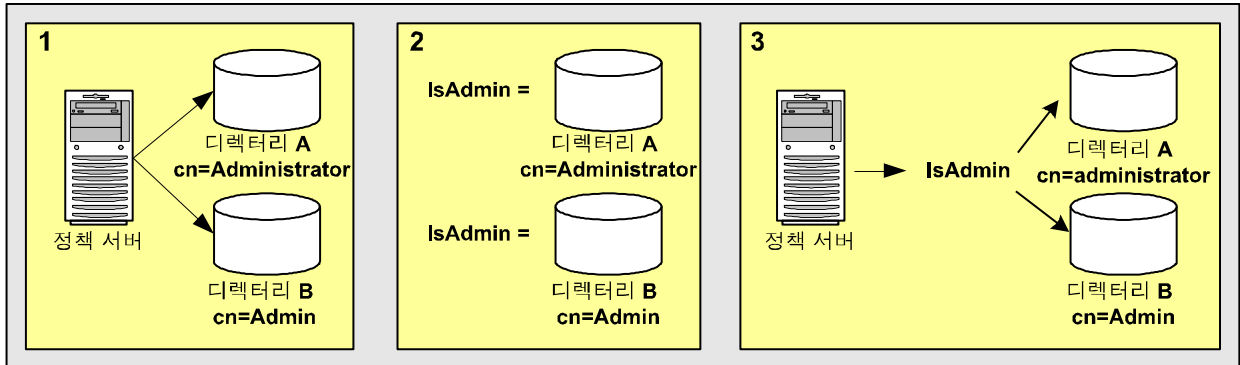 1
디렉터리 A
cn=Administrator
정책 서버
디렉터리 B
cn=Admin
2
IsAdmin =
디렉터리 A
cn=Administrator
IsAdmin =
디렉터리 B
cn=Admin
3
정책 서버
IsAdmin
디렉터리 A
cn=administrator
디렉터리 B
cn=Admin